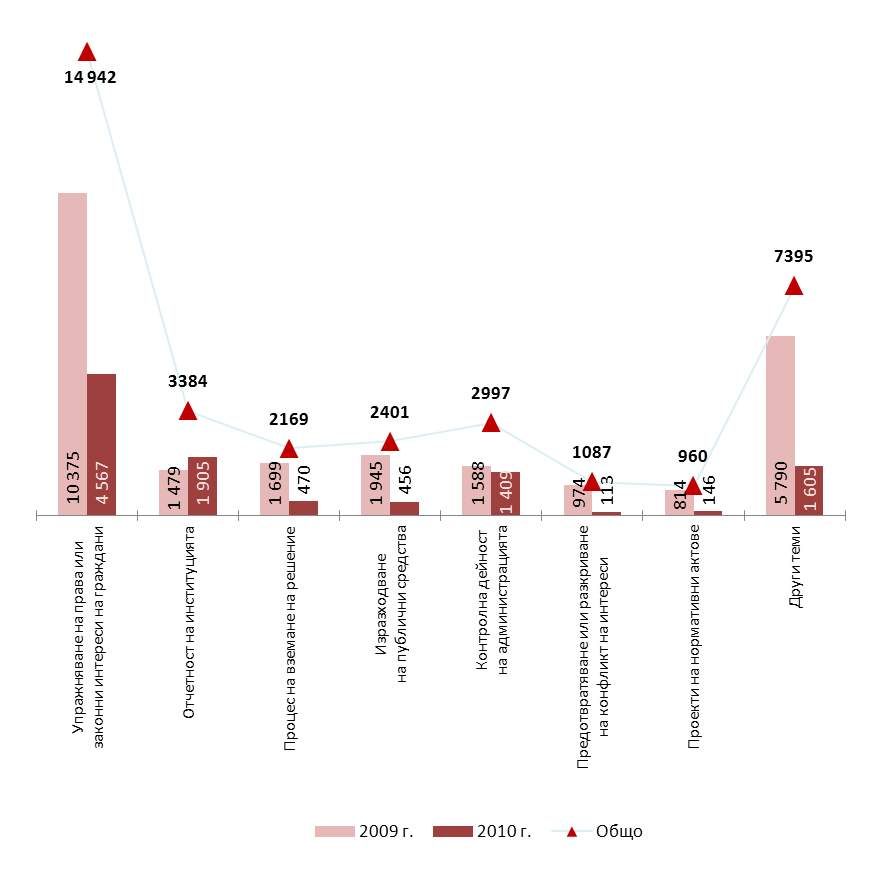 14 942
3384
2169
2401
2997
1087
960
7395
10 375
4 567
1 479
1 905
1 699
470
1 945
456
1 588
1 409
974
113
814
146
5 790
1 605
Упражняване на права или
законни интереси на граждани
Отчетност на институцията
Процес на вземане на решение
Изразходване
на публични средства
Контролна дейност
на администрацията
Предотвратяване или разкриване
на конфликт на интереси
Проекти на нормативни актове
Други теми
2009 г.
2010 г.
Общо